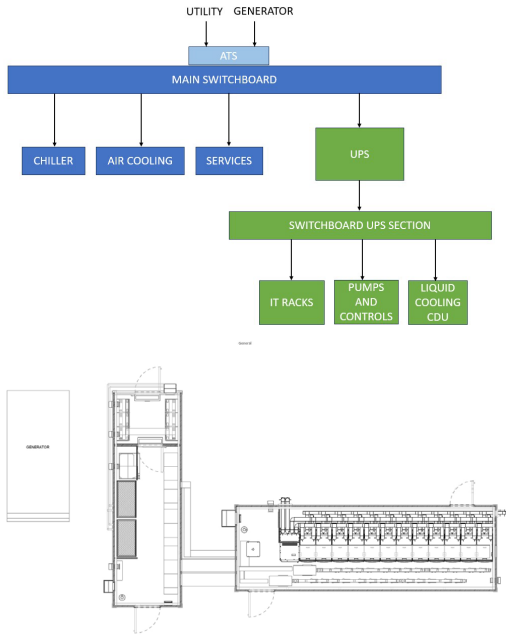 UTILITY GENERATOR
ATS
MAIN SWITCHBOARD
CHILLER
AIR COOLING
SERVICES
UPS
SWITCHBOARD UPS SECTION
IT RACKS
PUMPS
AND
CONTROLS
LIQUID
COOLING
CDU
GENERATOR